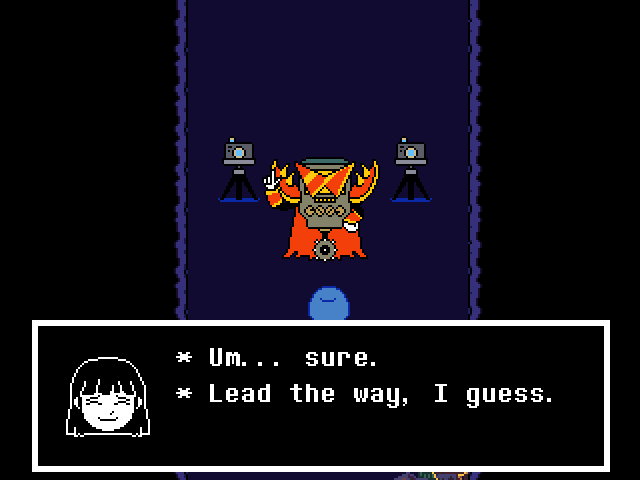 * Um... sure.
* Lead the way, I guess.